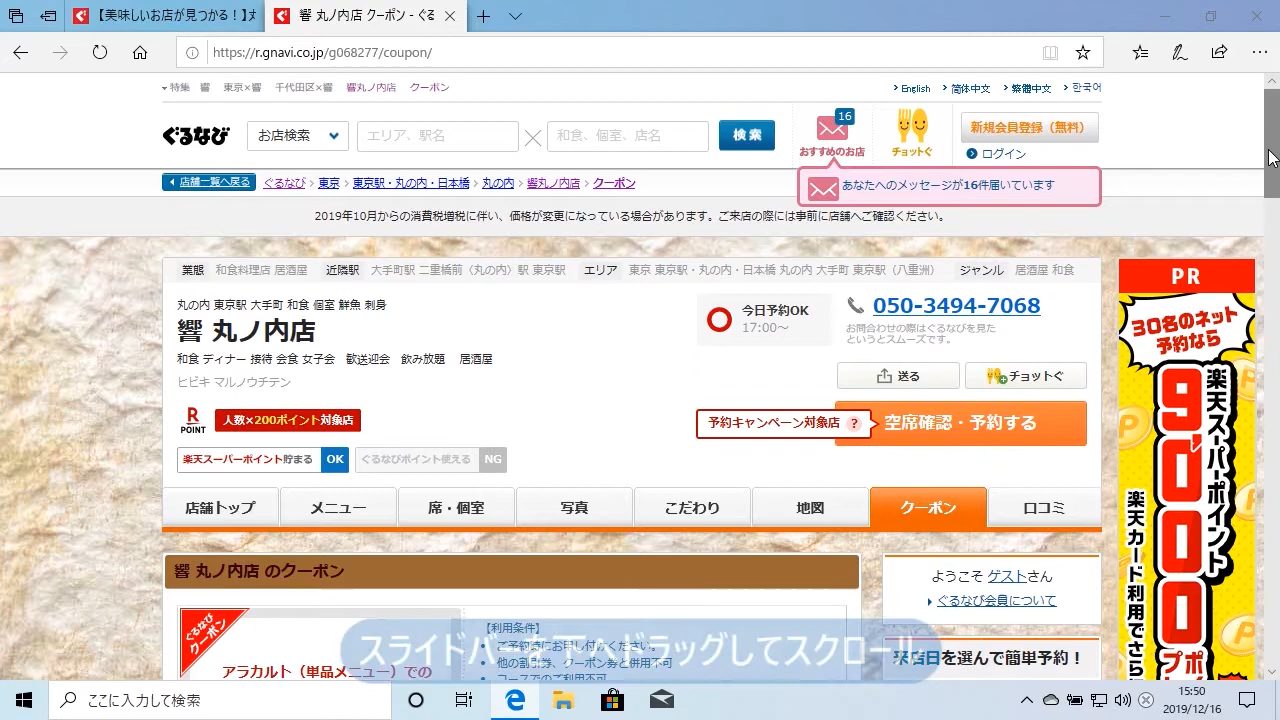 【美味しいお店が見つかる！】ぐ
響 丸ノ内店 クーポン - ぐる
https://r.gnavi.co.jp/g068277/coupon/
特集 響 東京×響 千代田区×響 響丸ノ内店 クーポン
English 简体中文 繁體中文 한국어
ぐるなび
お店検索
エリア、駅名
和食、個室、店名
検索
16
おすすめのお店
チョットぐ
新規会員登録（無料）
ログイン
店舗一覧へ戻る ぐるなび > 東京 > 東京駅・丸の内・日本橋 > 丸の内 > 響丸ノ内店 > クーポン
あなたへのメッセージが16件届いています
2019年10月からの消費税増税に伴い、価格が変更になっている場合があります。ご来店の際には事前に店舗へご確認ください。
業態 和食料理店 居酒屋 近隣駅 大手町駅 二重橋前（丸の内）駅 東京駅 エリア 東京 東京駅・丸の内・日本橋 丸の内 大手町 東京駅（八重洲） ジャンル 居酒屋 和食
丸の内 東京駅 大手町 和食 個室 鮮魚 刺身
響 丸ノ内店
和食 ディナー 接待 会食 女子会 歓送迎会 飲み放題 居酒屋
ヒビキ マルノウチテン
今日予約OK
17:00～
050-3494-7068
お問合わせの際はぐるなびを見た
というとスムーズです。
送る
チョットぐ
R
POINT
人数×200ポイント対象店
予約キャンペーン対象店 ?
空席確認・予約する
楽天スーパーポイント貯まる OK
ぐるなびポイント使える NG
店舗トップ メニュー 席・個室 写真 こだわり 地図 クーポン 口コミ
響 丸ノ内店 のクーポン
ぐるなび
クーポン
アラカルト（単品メニュー）での
【利用条件】
ご予約時にお申し付けください。
他の割引券、クーポン券と併用不可
コースでのご利用不可
ようこそ ゲストさん
ぐるなび会員について
来店日を選んで簡単予約！
PR
30名のネット
予約なら
楽天スーパーポイント
9,000
プ
楽天カード利用でさら
ここに入力して検索
15:50
2019/12/16